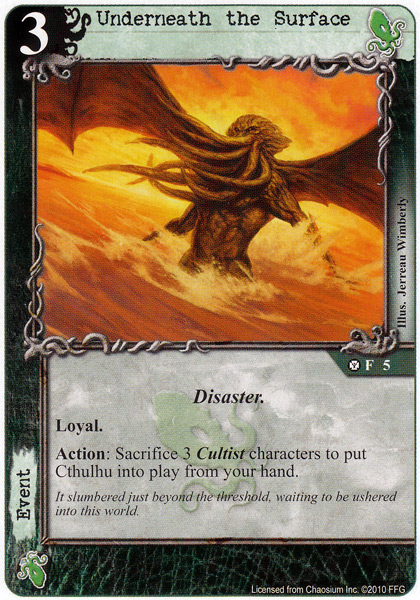 3
Underneath the Surface
Illus. Jerreau Wimberly
F 5
Disaster.
Loyal.
Action: Sacrifice 3 Cultist characters to put
Cthulhu into play from your hand.
It slumbered just beyond the threshold, waiting to be ushered
into this world.
Event
Licensed from Chaosium Inc. ©2010 FFG